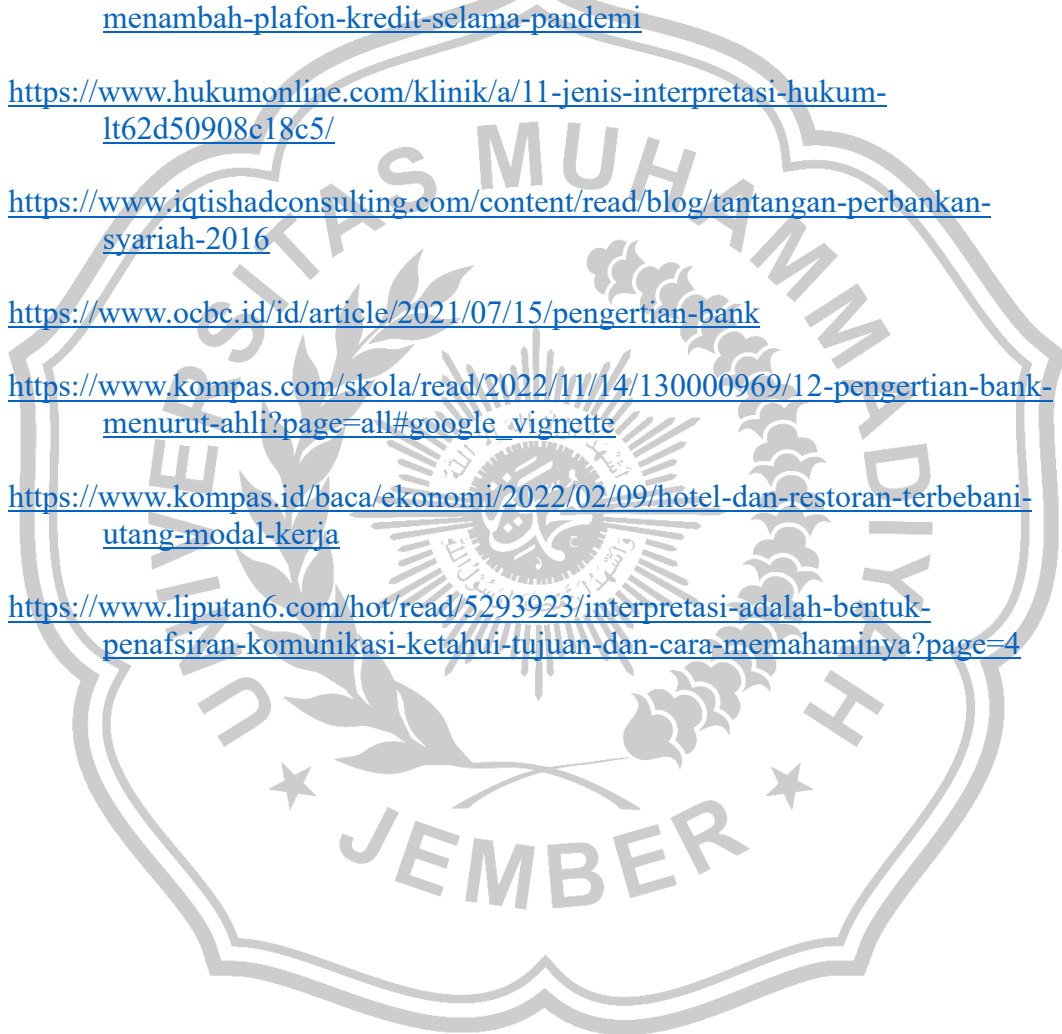 menambah-plafon-kredit-selama-pandemi
https://www.hukumonline.com/klinik/a/11-jenis-interpretasi-hukum-
lt62d50908c18c5/
https://www.iqtishadconsulting.com/content/read/blog/tantangan-perbankan-
syariah-2016
https://www.ocbc.id/id/article/2021/07/15/pengertian-bank
https://www.kompas.com/skola/read/2022/11/14/130000969/12-pengertian-bank-
menurut-ahli?page=all#google_vignette
https://www.kompas.id/baca/ekonomi/2022/02/09/hotel-dan-restoran-terbebani-
utang-modal-kerja
https://www.liputan6.com/hot/read/5293923/interpretasi-adalah-bentuk-
penafsiran-komunikasi-ketahui-tujuan-dan-cara-memahaminya?page=4
UNIVERSITAS MUHAMMADIYAH
JEMBER